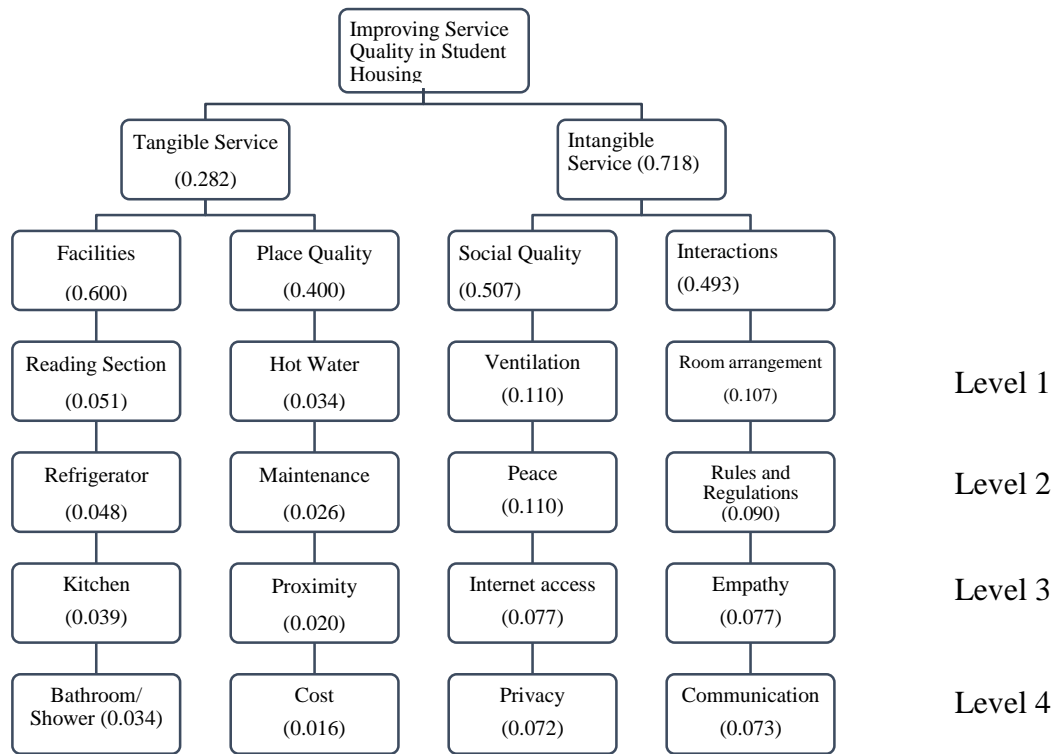 Improving Service
Quality in Student
Housing
Tangible Service
(0.282)
Intangible
Service (0.718)
Facilities
(0.600)
Place Quality
(0.400)
Social Quality
(0.507)
Interactions
(0.493)
Reading Section
(0.051)
Hot Water
(0.034)
Ventilation
(0.110)
Room arrangement
(0.107)
Level 1
Refrigerator
(0.048)
Maintenance
(0.026)
Peace
(0.110)
Rules and
Regulations
(0.090)
Level 2
Kitchen
(0.039)
Proximity
(0.020)
Internet access
(0.077)
Empathy
(0.077)
Level 3
Bathroom/
Shower (0.034)
Cost
(0.016)
Privacy
(0.072)
Communication
(0.073)
Level 4